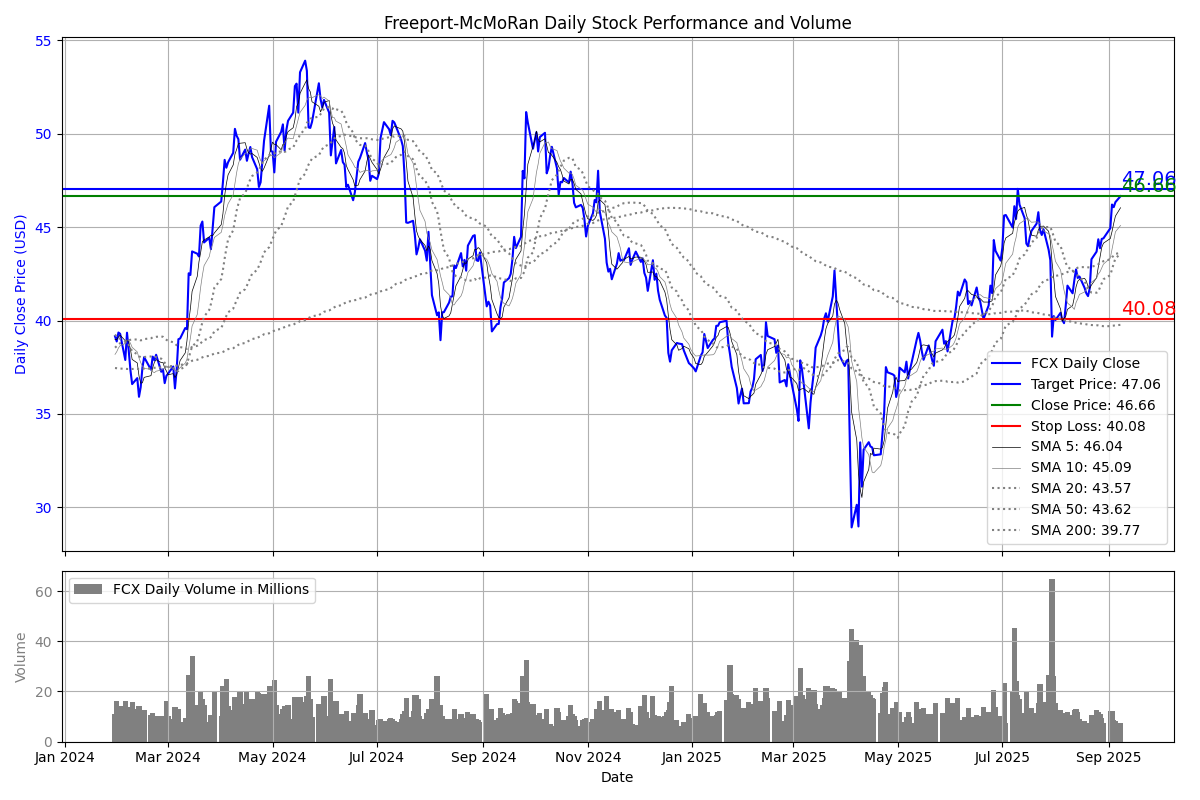 Freeport-McMoRan Daily Stock Performance and Volume
55
50
45
40
35
30
Daily Close Price (USD)
47.06
46.66
40.08
FCX Daily Close
Target Price: 47.06
Close Price: 46.66
Stop Loss: 40.08
SMA 5: 46.04
SMA 10: 45.09
SMA 20: 43.57
SMA 50: 43.62
SMA 200: 39.77
FCX Daily Volume in Millions
60
40
20
0
Volume
Jan 2024 Mar 2024 May 2024 Jul 2024 Sep 2024 Nov 2024 Jan 2025 Mar 2025 May 2025 Jul 2025 Sep 2025
Date